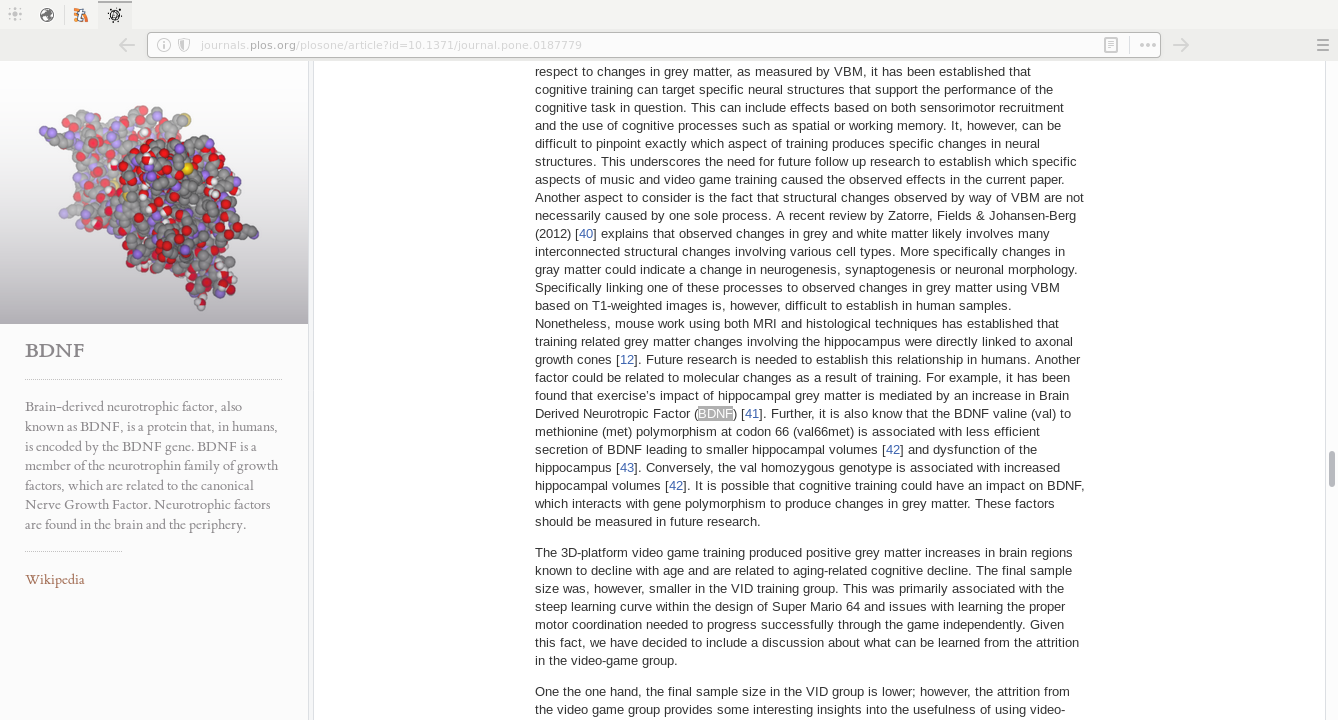 journals.plos.org/plosone/article?id=10.1371/journal.pone.0187779
BDNF
Brain-derived neurotrophic factor, also
known as BDNF, is a protein that, in humans,
is encoded by the BDNF gene. BDNF is a
member of the neurotrophin family of growth
factors, which are related to the canonical
Nerve Growth Factor. Neurotrophic factors
are found in the brain and the periphery.
Wikipedia
respect to changes in grey matter, as measured by VBM, it has been established that
cognitive training can target specific neural structures that support the performance of the
cognitive task in question. This can include effects based on both sensorimotor recruitment
and the use of cognitive processes such as spatial or working memory. It, however, can be
difficult to pinpoint exactly which aspect of training produces specific changes in neural
structures. This underscores the need for future follow up research to establish which specific
aspects of music and video game training caused the observed effects in the current paper.
Another aspect to consider is the fact that structural changes observed by way of VBM are not
necessarily caused by one sole process. A recent review by Zatorre, Fields & Johansen-Berg
(2012) [40] explains that observed changes in grey and white matter likely involves many
interconnected structural changes involving various cell types. More specifically changes in
gray matter could indicate a change in neurogenesis, synaptogenesis or neuronal morphology.
Specifically linking one of these processes to observed changes in grey matter using VBM
based on T1-weighted images is, however, difficult to establish in human samples.
Nonetheless, mouse work using both MRI and histological techniques has established that
training related grey matter changes involving the hippocampus were directly linked to axonal
growth cones [12]. Future research is needed to establish this relationship in humans. Another
factor could be related to molecular changes as a result of training. For example, it has been
found that exercise's impact of hippocampal grey matter is mediated by an increase in Brain
Derived Neurotropic Factor (BDNF) [41]. Further, it is also know that the BDNF valine (val) to
methionine (met) polymorphism at codon 66 (val66met) is associated with less efficient
secretion of BDNF leading to smaller hippocampal volumes [42] and dysfunction of the
hippocampus [43]. Conversely, the val homozygous genotype is associated with increased
hippocampal volumes [42]. It is possible that cognitive training could have an impact on BDNF,
which interacts with gene polymorphism to produce changes in grey matter. These factors
should be measured in future research.
The 3D-platform video game training produced positive grey matter increases in brain regions
known to decline with age and are related to aging-related cognitive decline. The final sample
size was, however, smaller in the VID training group. This was primarily associated with the
steep learning curve within the design of Super Mario 64 and issues with learning the proper
motor coordination needed to progress successfully through the game independently. Given
this fact, we have decided to include a discussion about what can be learned from the attrition
in the video-game group.
One the one hand, the final sample size in the VID group is lower; however, the attrition from
the video game group provides some interesting insights into the usefulness of using video-